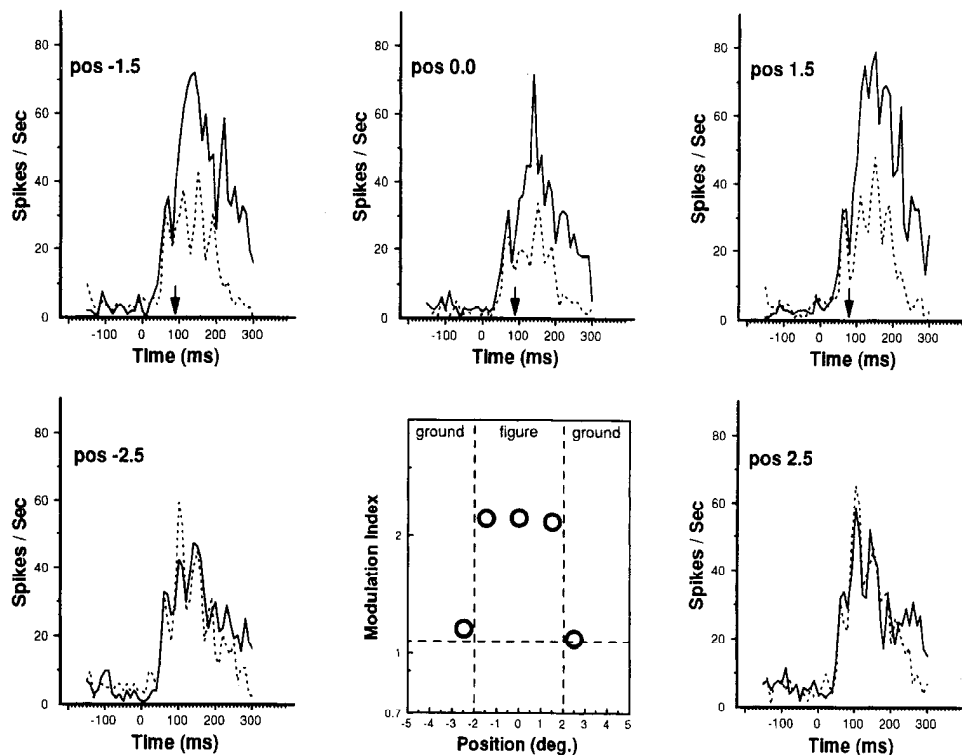 80
60
40
20
0
Spikes / Sec
pos -1.5
-100 0 100 200 300
Time (ms)
80
60
40
20
0
Spikes / Sec
pos 0.0
-100 0 100 200 300
Time (ms)
80
60
40
20
0
Spikes / Sec
pos 1.5
-100 0 100 200 300
Time (ms)
80
60
40
20
0
Spikes / Sec
pos -2.5
-100 0 100 200 300
Time (ms)
ground figure ground
2
1
0.7
Modulation Index
-5 -4 -3 -2 -1 0 1 2 3 4 5
Position (deg.)
80
60
40
20
0
Spikes / Sec
pos 2.5
-100 0 100 200 300
Time (ms)